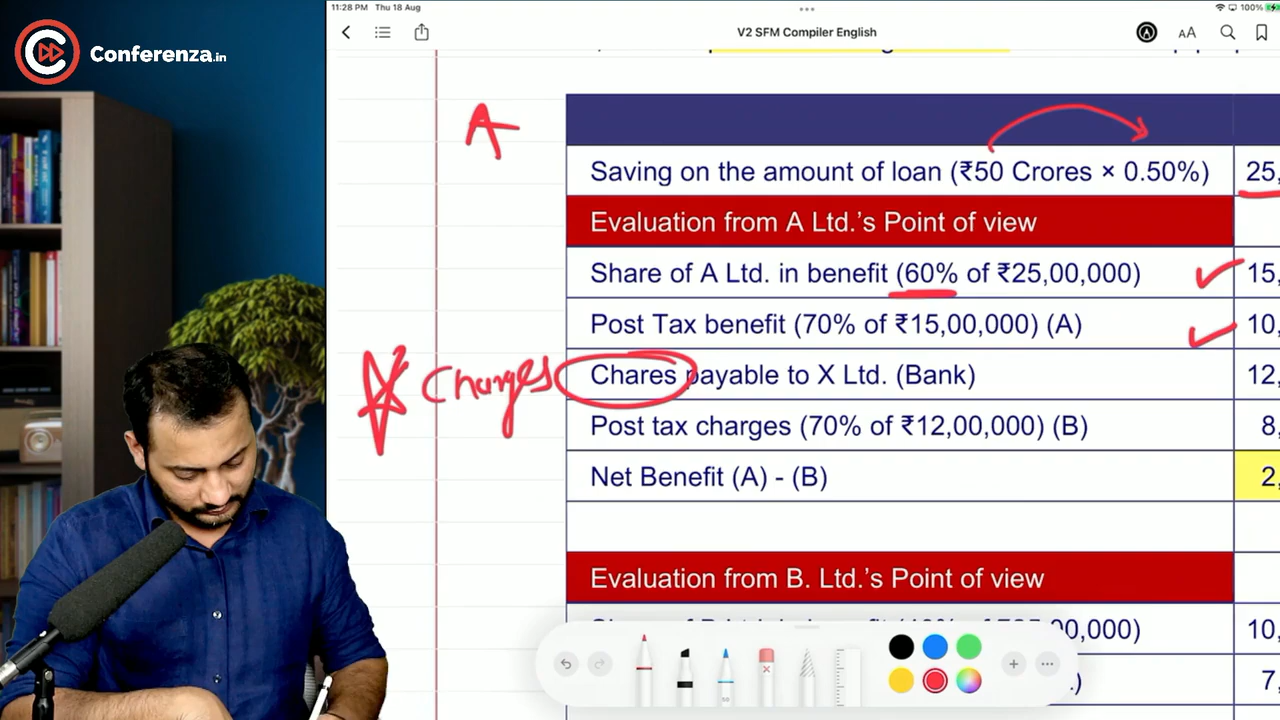 11:28 PM Thu 18 Aug
100%
Conferenza.in
V2 SFM Compiler English
AA
A
Saving on the amount of loan (₹50 Crores × 0.50%) 25,
Evaluation from A Ltd.'s Point of view
Share of A Ltd. in benefit (60% of ₹25,00,000) 15,
Post Tax benefit (70% of ₹15,00,000) (A) 10,
Charges Chares payable to X Ltd. (Bank) 12,
Post tax charges (70% of ₹12,00,000) (B) 8,
Net Benefit (A) - (B) 2,
Evaluation from B. Ltd.'s Point of view
00,000) 10,
7,